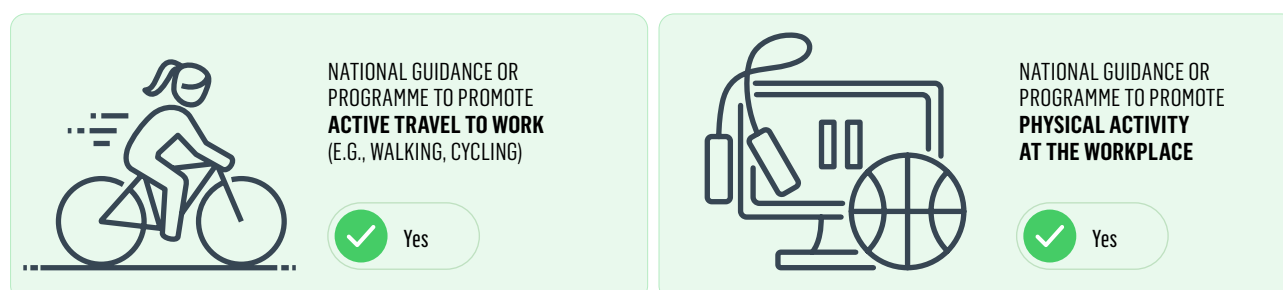 NATIONAL GUIDANCE OR
PROGRAMME TO PROMOTE
ACTIVE TRAVEL TO WORK
(E.G., WALKING, CYCLING)
Yes
NATIONAL GUIDANCE OR
PROGRAMME TO PROMOTE
PHYSICAL ACTIVITY
AT THE WORKPLACE
Yes